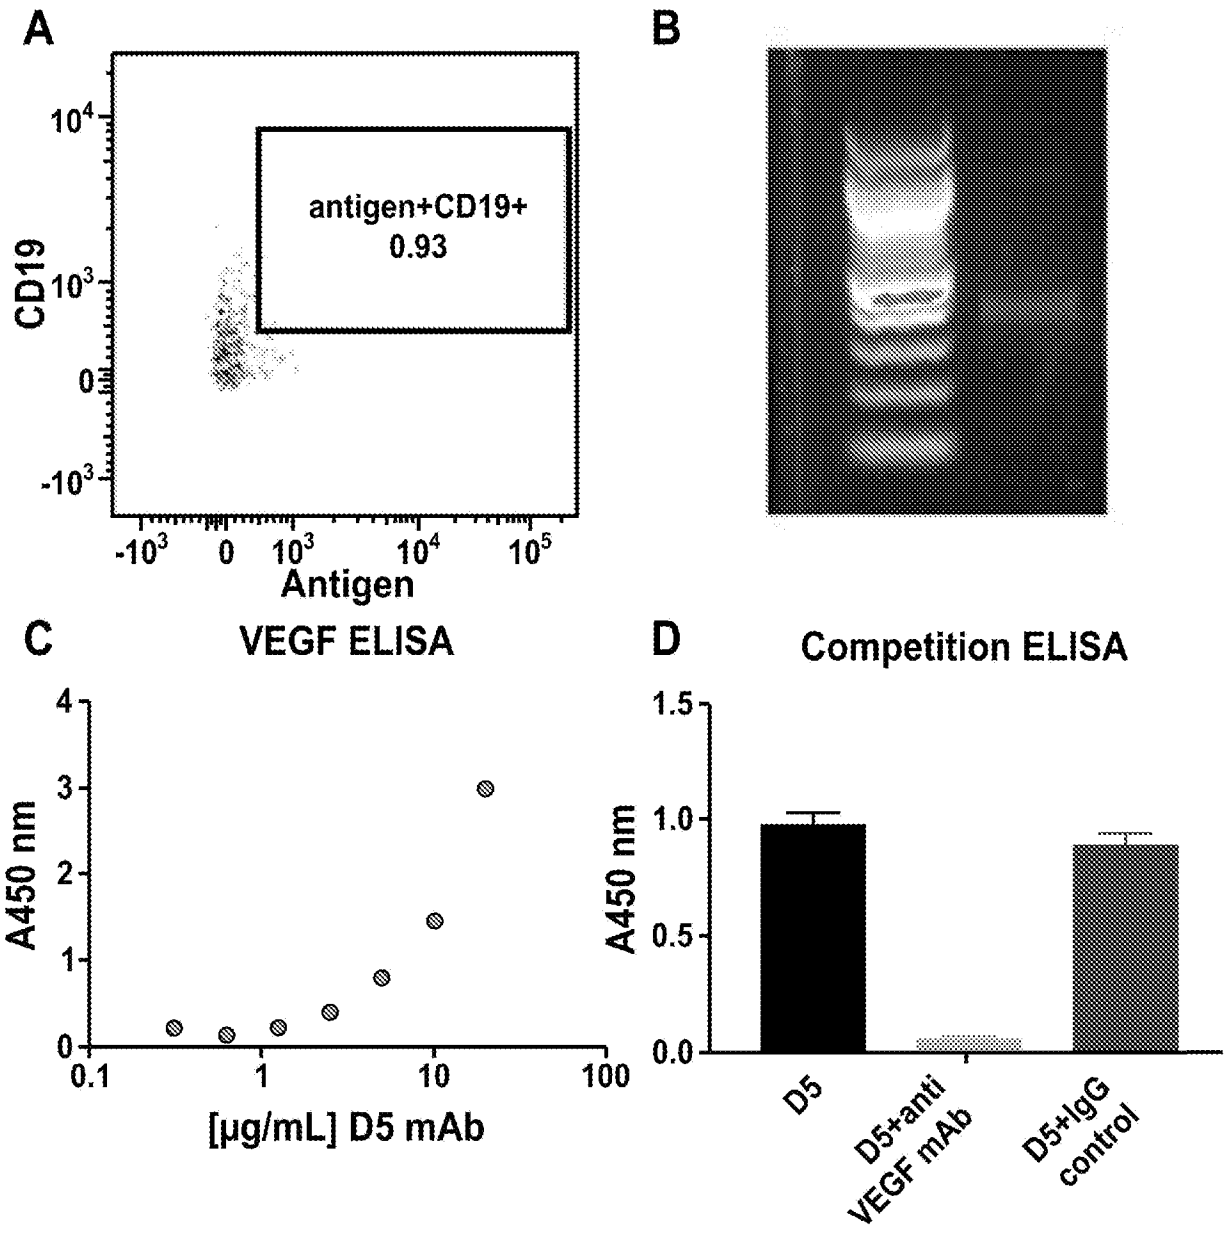 A
10⁴
10³
0
-10³
CD19
antigen+CD19+
0.93
-10³ 0 10³ 10⁴ 10⁵
Antigen
B
C
VEGF ELISA
4
3
2
1
0
A450 nm
0.1 1 10 100
[µg/mL] D5 mAb
D
Competition ELISA
1.5
1.0
0.5
0.0
A450 nm
D5
D5+anti
VEGF mAb
D5+IgG
control